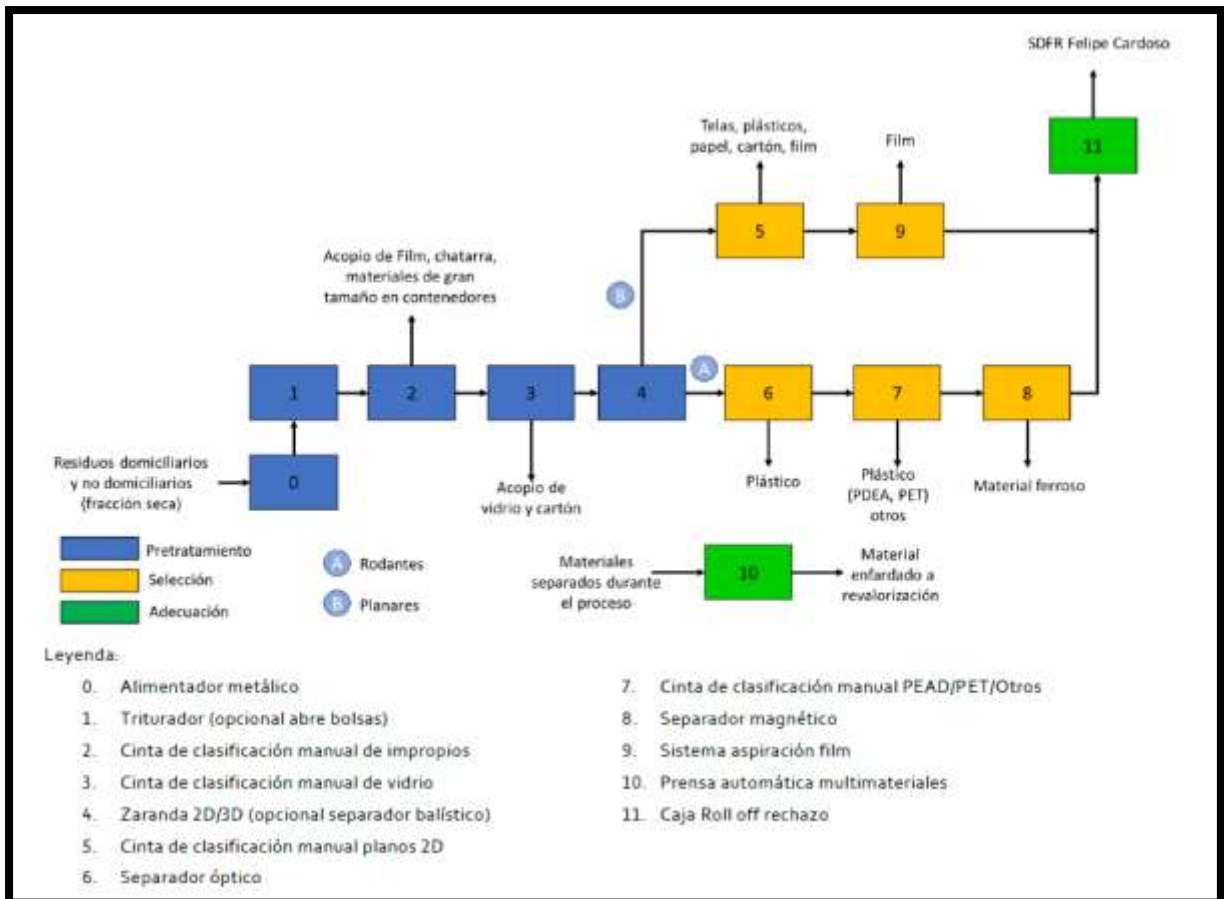 SDFR Felipe Cardoso
11
Telas, plásticos,
papel, cartón, film
Film
5
9
Acopio de Film, chatarra,
materiales de gran
tamaño en contenedores
B
A
1
2
3
4
6
7
8
Residuos domiciliarios
y no domiciliarios
(fracción seca)
0
Acopio de
vidrio y cartón
Plástico
Plástico
(PDEA, PET)
otros
Material ferroso
Pretratamiento
Selección
Adecuación
A Rodantes
B Planares
Materiales
separados durante
el proceso
10
Material
enfardado a
revalorización
Leyenda:
0. Alimentador metálico
1. Triturador (opcional abre bolsas)
2. Cinta de clasificación manual de impropios
3. Cinta de clasificación manual de vidrio
4. Zaranda 2D/3D (opcional separador balístico)
5. Cinta de clasificación manual planos 2D
6. Separador óptico
7. Cinta de clasificación manual PEAD/PET/Otros
8. Separador magnético
9. Sistema aspiración film
10. Prensa automática multimateriales
11. Caja Roll off rechazo